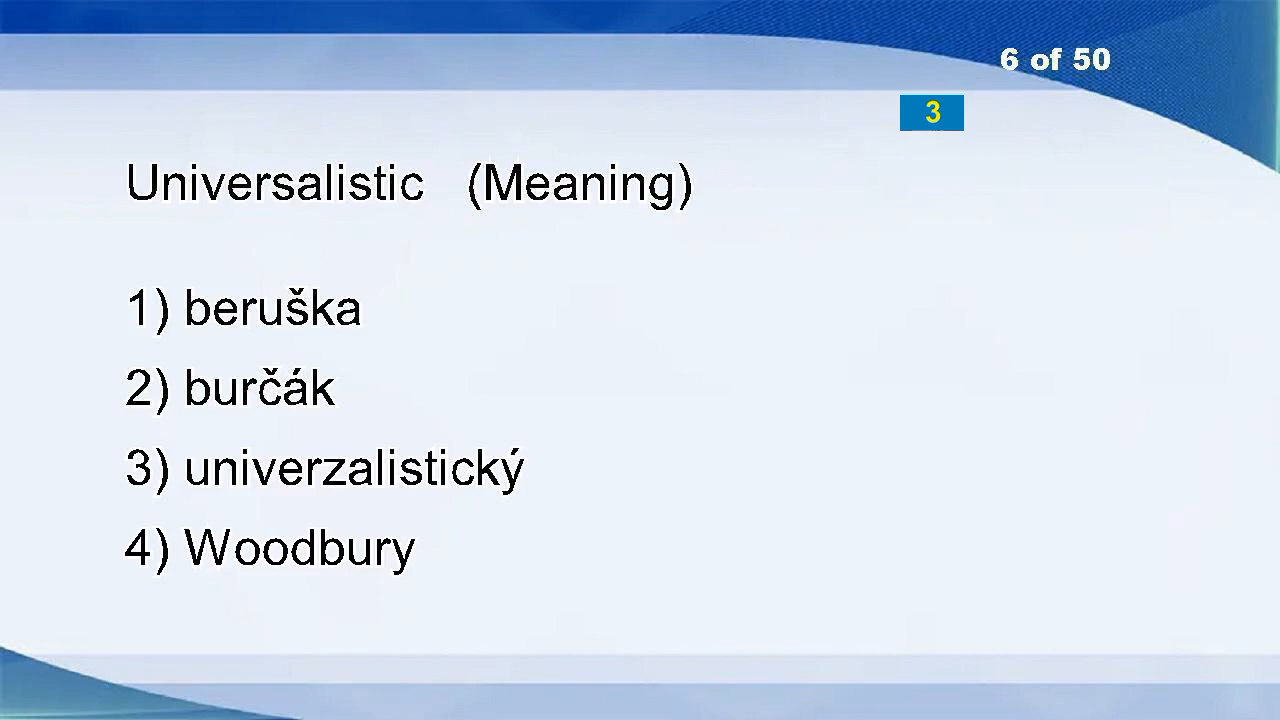 6 of 50
3
Universalistic (Meaning)
1) beruška
2) burčák
3) univerzalistický
4) Woodbury